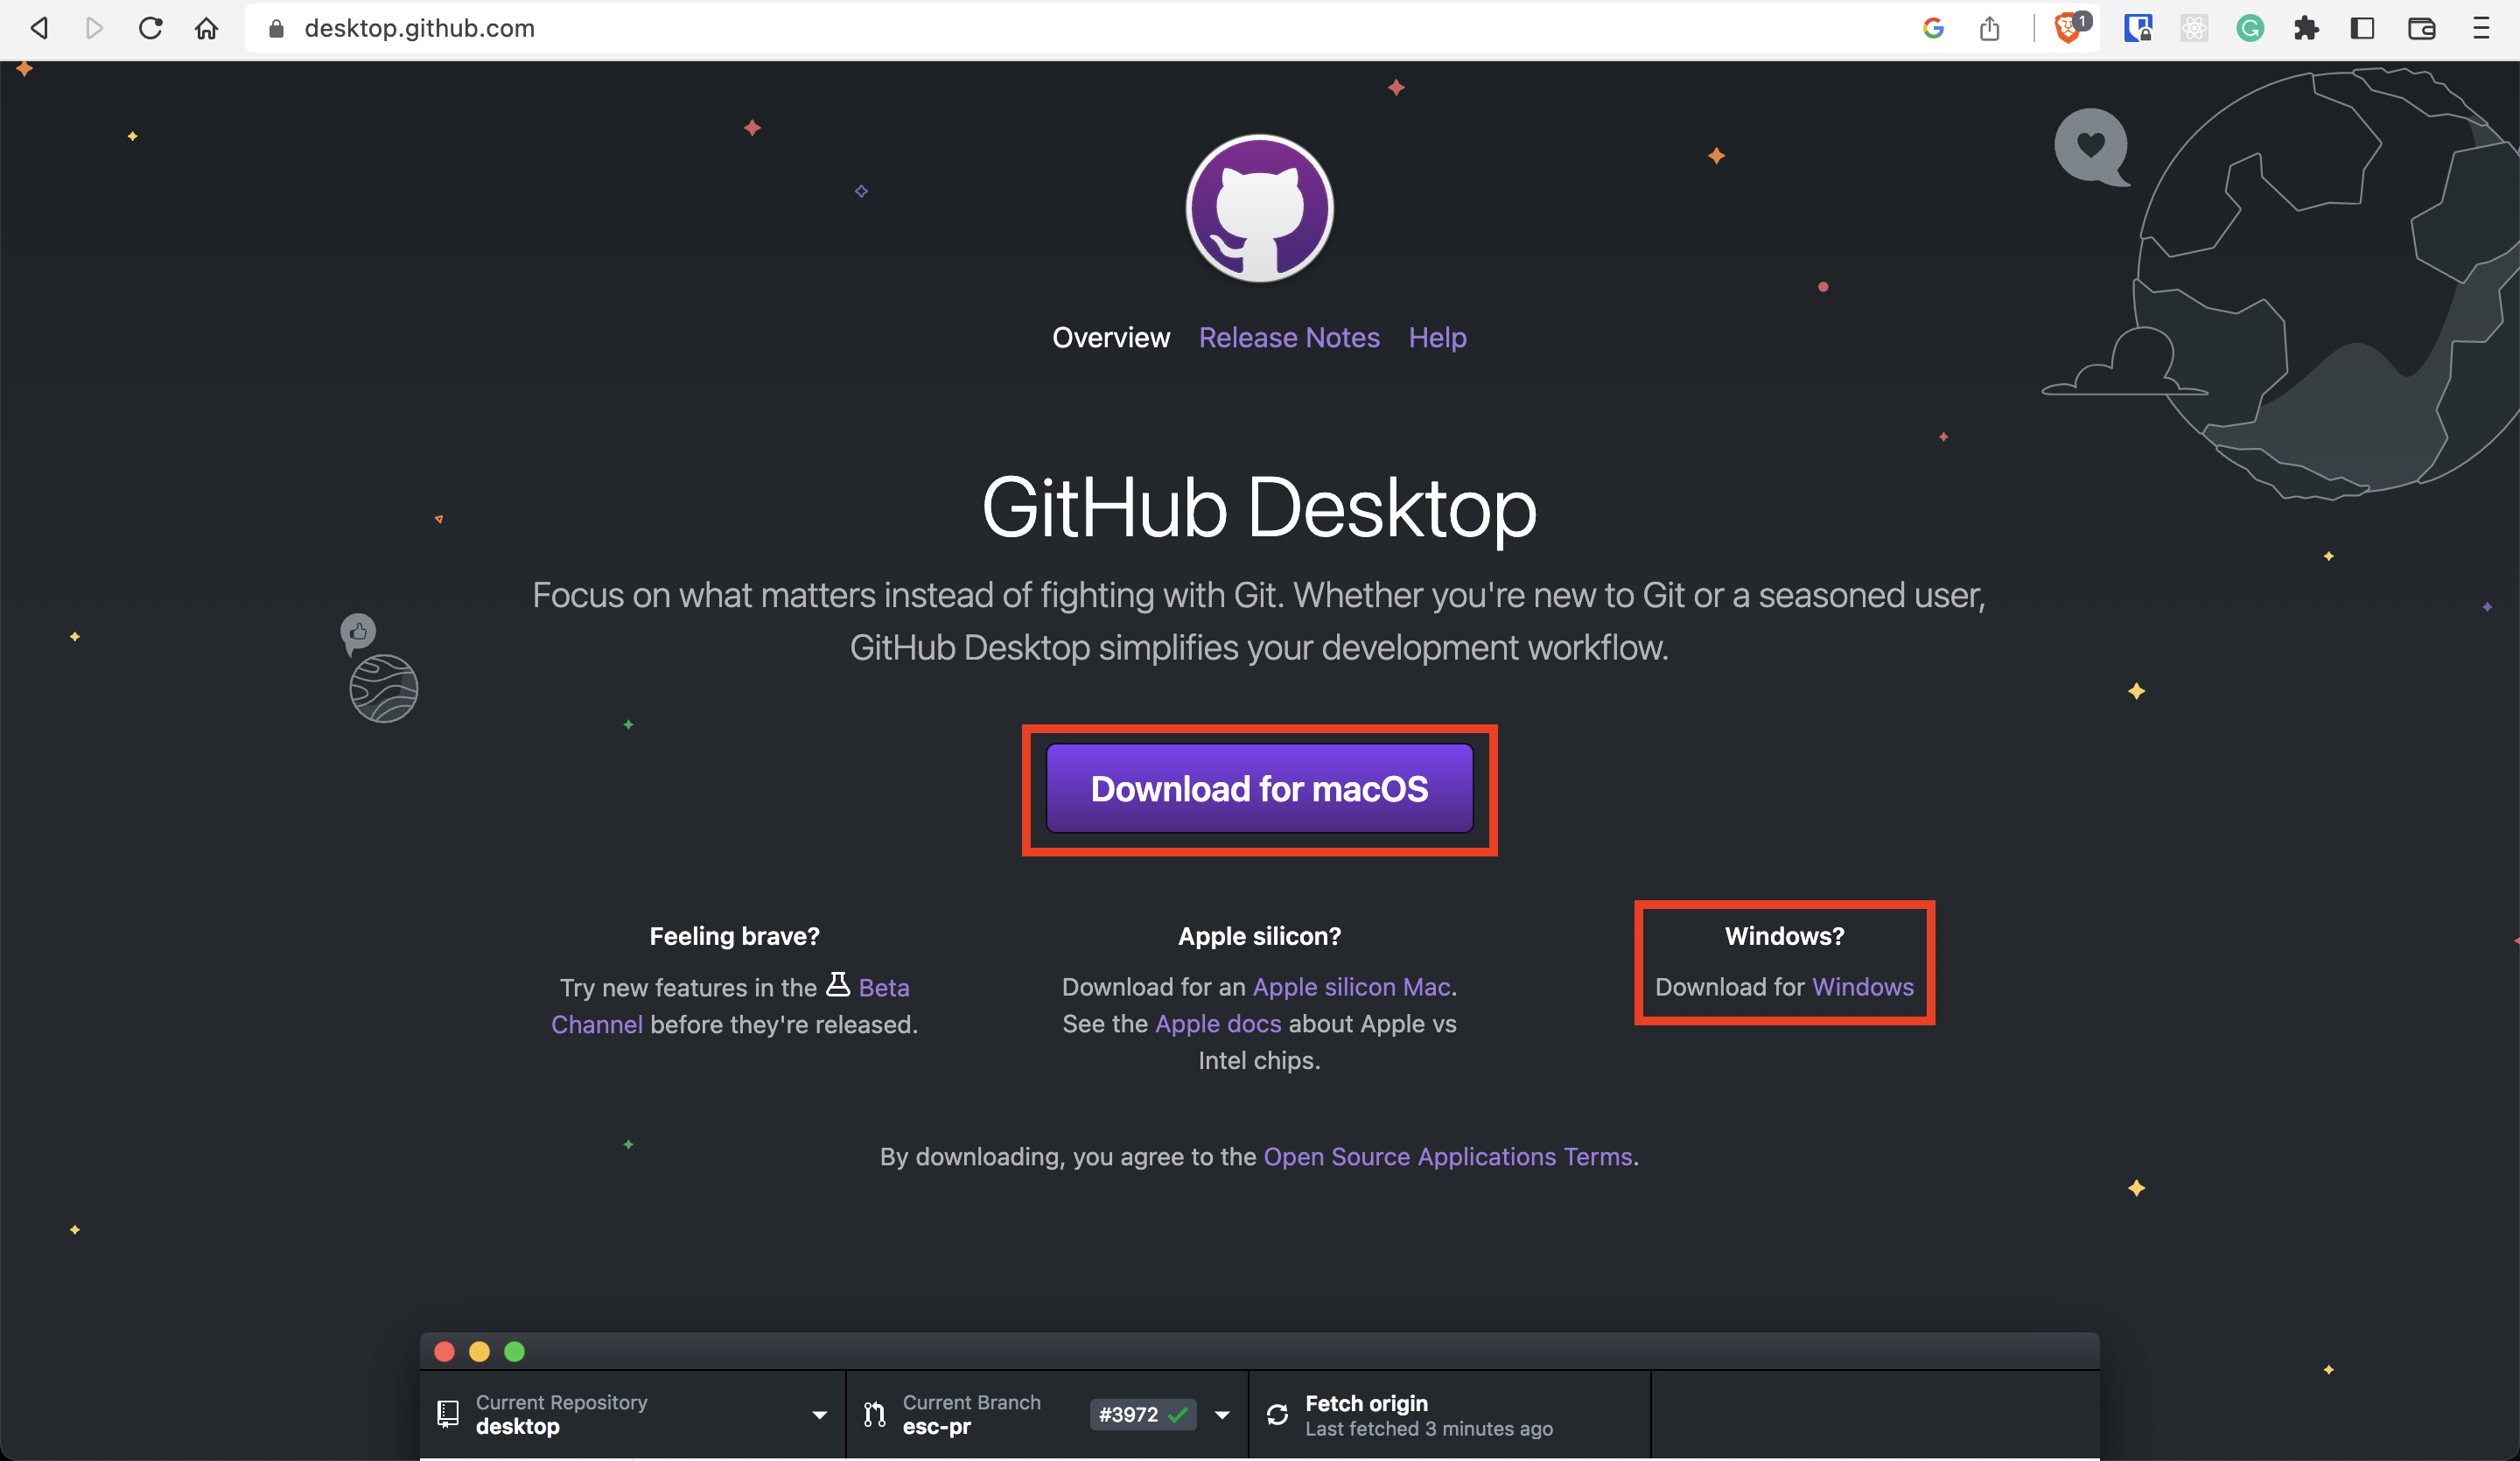 desktop.github.com
1
Overview Release Notes Help
GitHub Desktop
Focus on what matters instead of fighting with Git. Whether you're new to Git or a seasoned user,
GitHub Desktop simplifies your development workflow.
Download for macOS
Feeling brave?
Try new features in the Beta
Channel before they're released.
Apple silicon?
Download for an Apple silicon Mac.
See the Apple docs about Apple vs
Intel chips.
Windows?
Download for Windows
By downloading, you agree to the Open Source Applications Terms.
Current Repository
desktop
Current Branch
esc-pr
#3972
Fetch origin
Last fetched 3 minutes ago